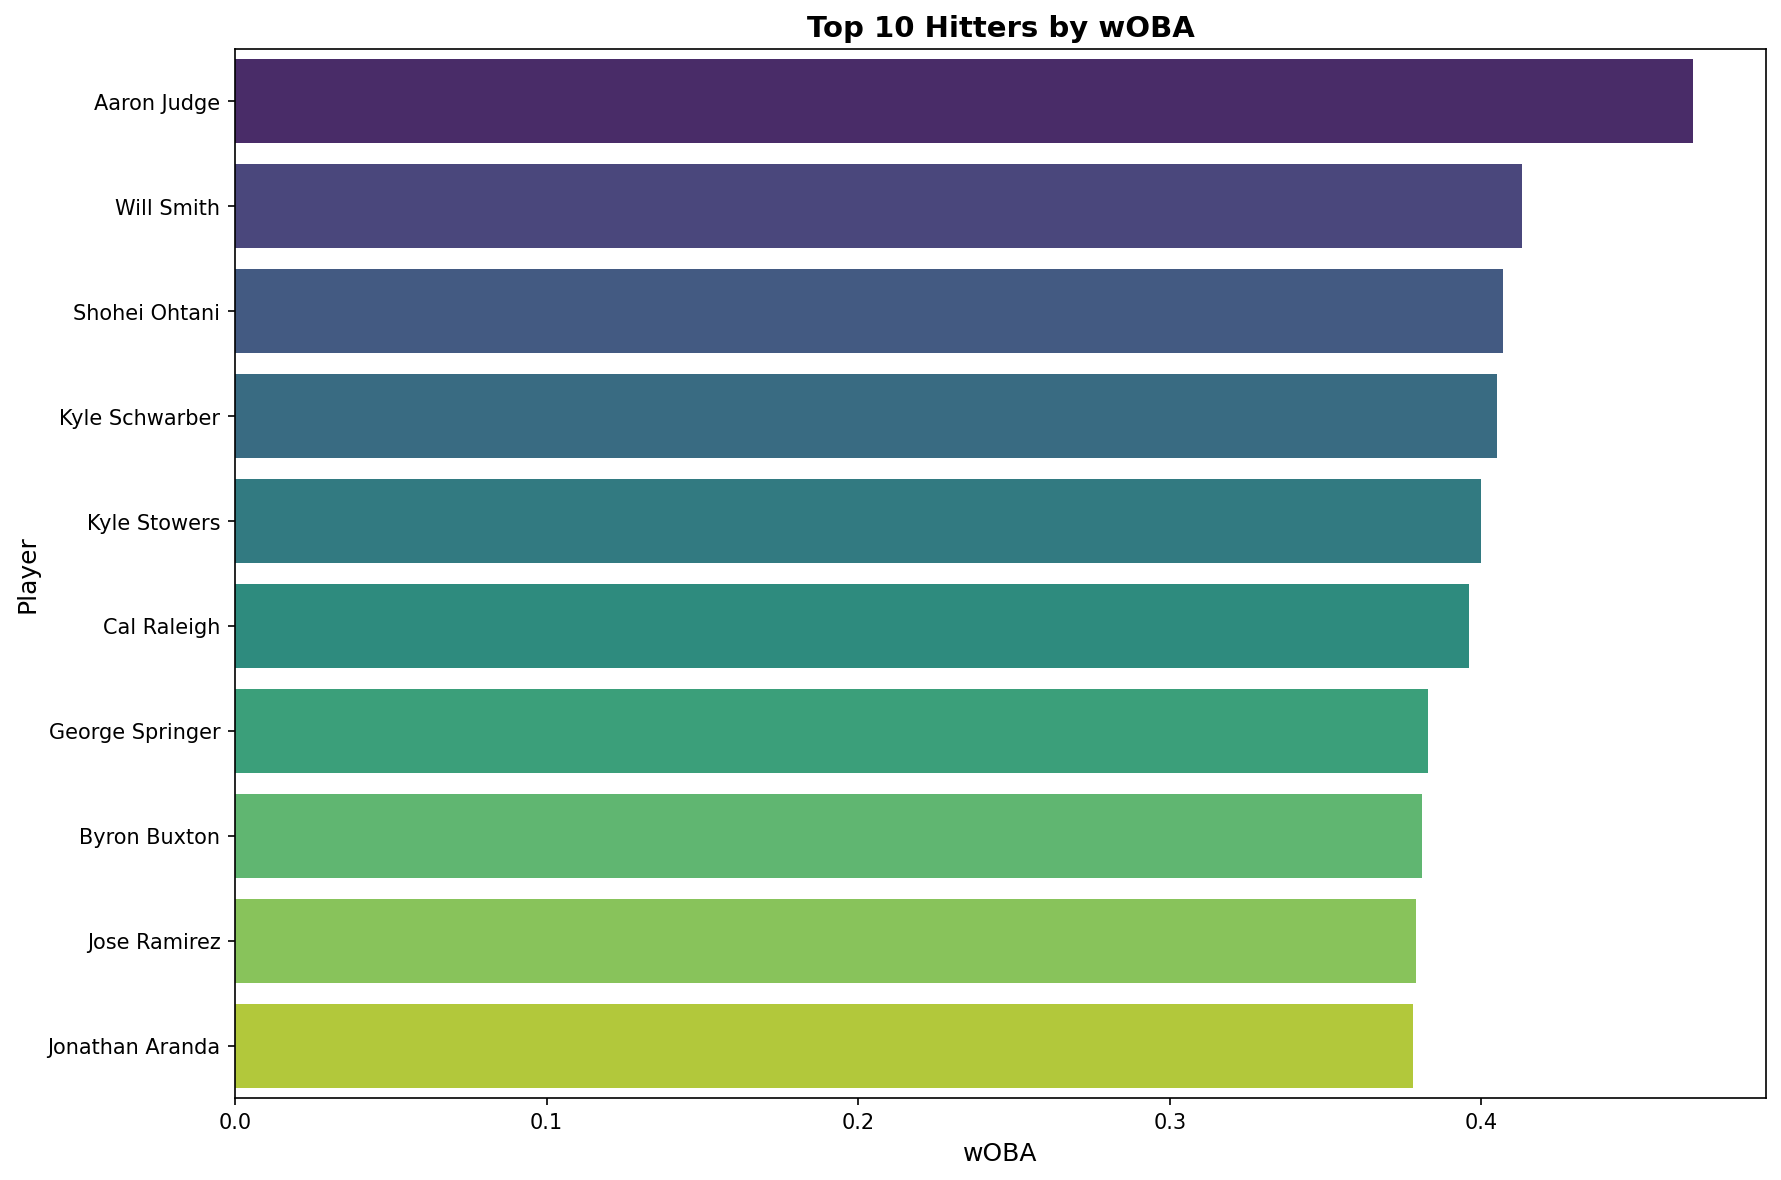 Top 10 Hitters by wOBA
Aaron Judge
Will Smith
Shohei Ohtani
Kyle Schwarber
Kyle Stowers
Cal Raleigh
George Springer
Byron Buxton
Jose Ramirez
Jonathan Aranda
Player
0.0 0.1 0.2 0.3 0.4
wOBA